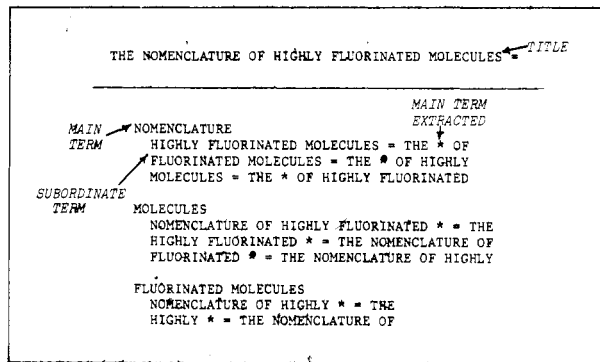 THE NOMENCLATURE OF HIGHLY FLUORINATED MOLECULES =
TITLE
MAIN TERM
EXTRACTED
MAIN
TERM
NOMENCLATURE
HIGHLY FLUORINATED MOLECULES = THE * OF
FLUORINATED MOLECULES = THE * OF HIGHLY
MOLECULES = THE * OF HIGHLY FLUORINATED
SUBORDINATE
TERM
MOLECULES
NOMENCLATURE OF HIGHLY FLUORINATED * = THE
HIGHLY FLUORINATED * = THE NOMENCLATURE OF
FLUORINATED * = THE NOMENCLATURE OF HIGHLY
FLUORINATED MOLECULES
NOMENCLATURE OF HIGHLY * = THE
HIGHLY * = THE NOMENCLATURE OF